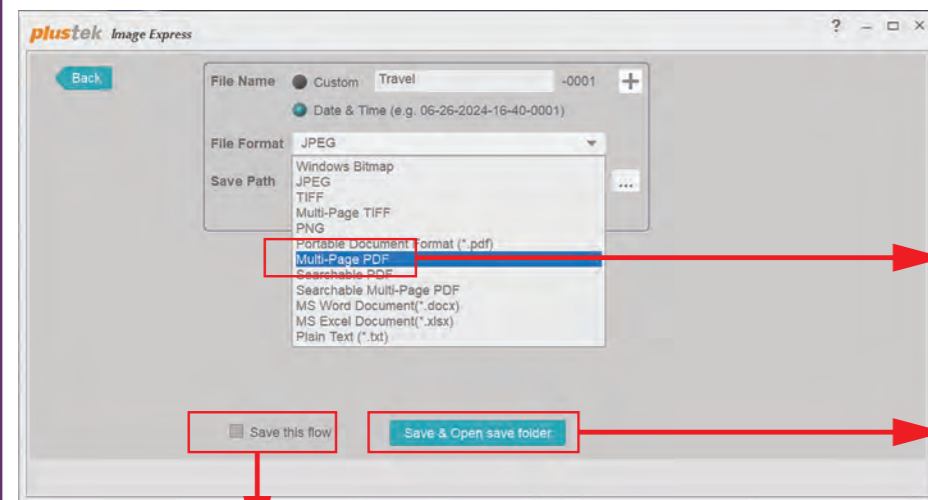 plustek Image Express
?
Back
File Name Custom Travel -0001 +
Date & Time (e.g. 06-26-2024-16-40-0001)
File Format JPEG
Windows Bitmap
Save Path JPEG ...
TIFF
Multi-Page TIFF
PNG
Portable Document Format (*.pdf)
Multi-Page PDF
Searchable PDF
Searchable Multi-Page PDF
MS Word Document(*.docx)
MS Excel Document(*.xlsx)
Plain Text (*.txt)
Save this flow Save & Open save folder